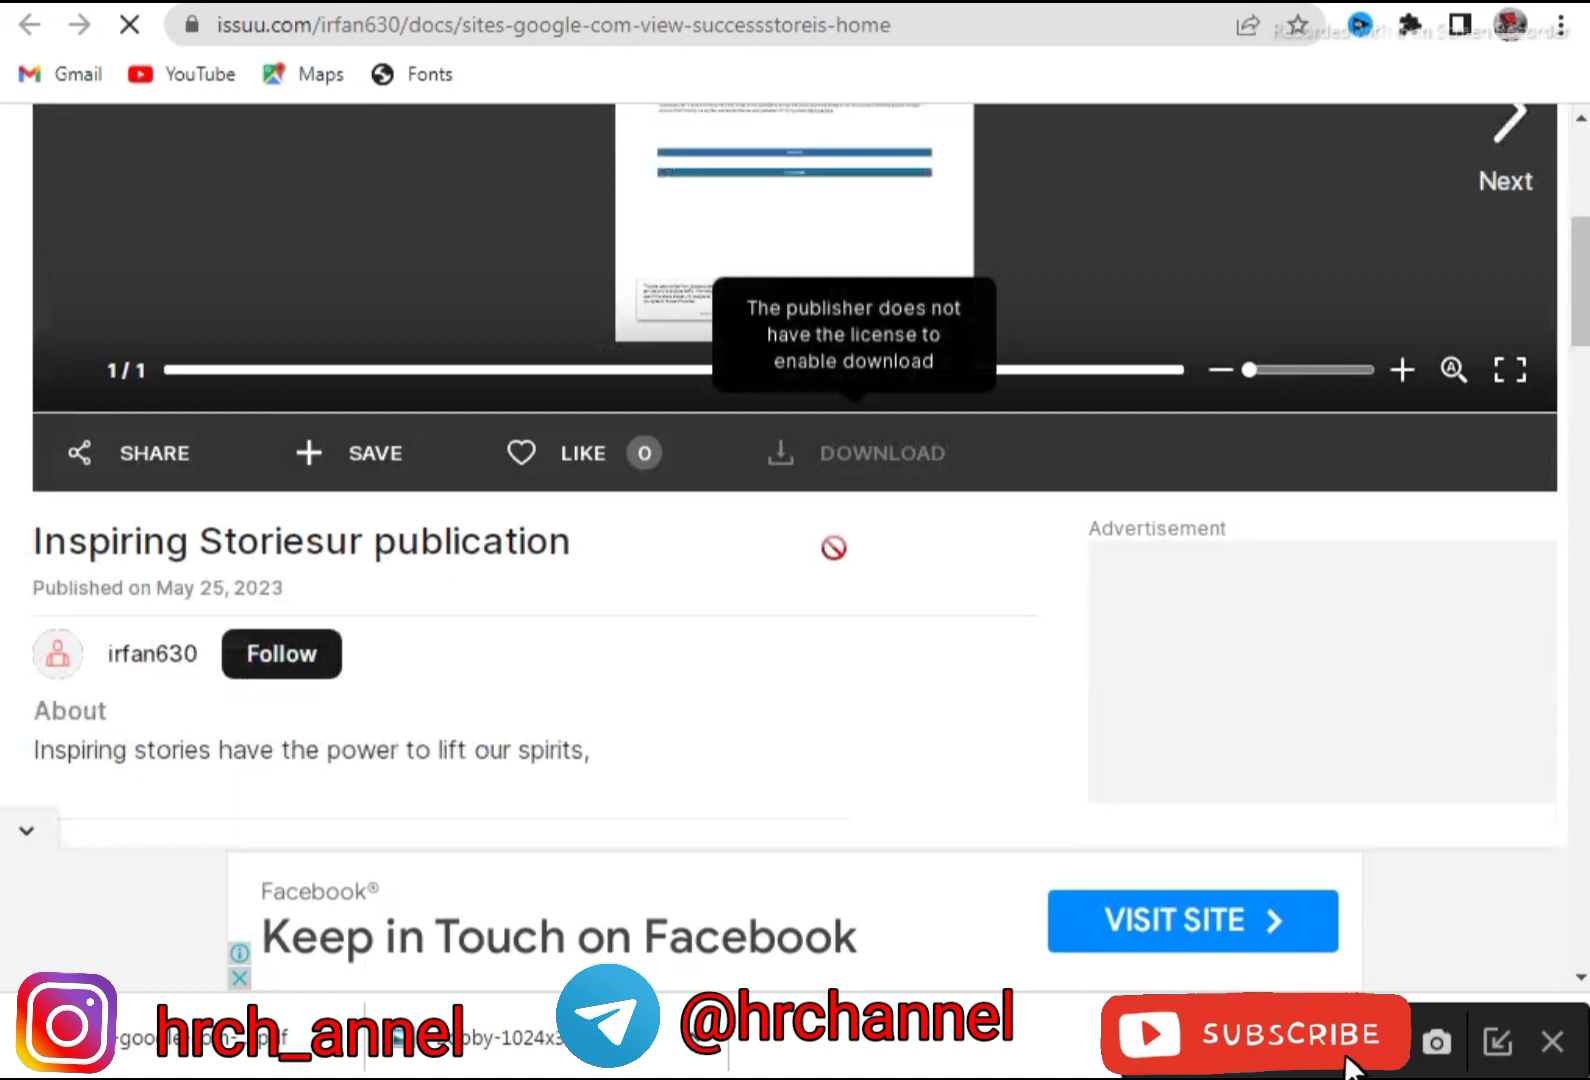 issuu.com/irfan630/docs/sites-google-com-view-successstoreis-home
Gmail
YouTube
Maps
Fonts
Next
The publisher does not
have the license to
enable download
1/1
SHARE
SAVE
LIKE
0
DOWNLOAD
Inspiring Storiesur publication
Published on May 25, 2023
Advertisement
irfan630
Follow
About
Inspiring stories have the power to lift our spirits,
Facebook®
Keep in Touch on Facebook
VISIT SITE
hrch_annel
@hrchannel
SUBSCRIBE